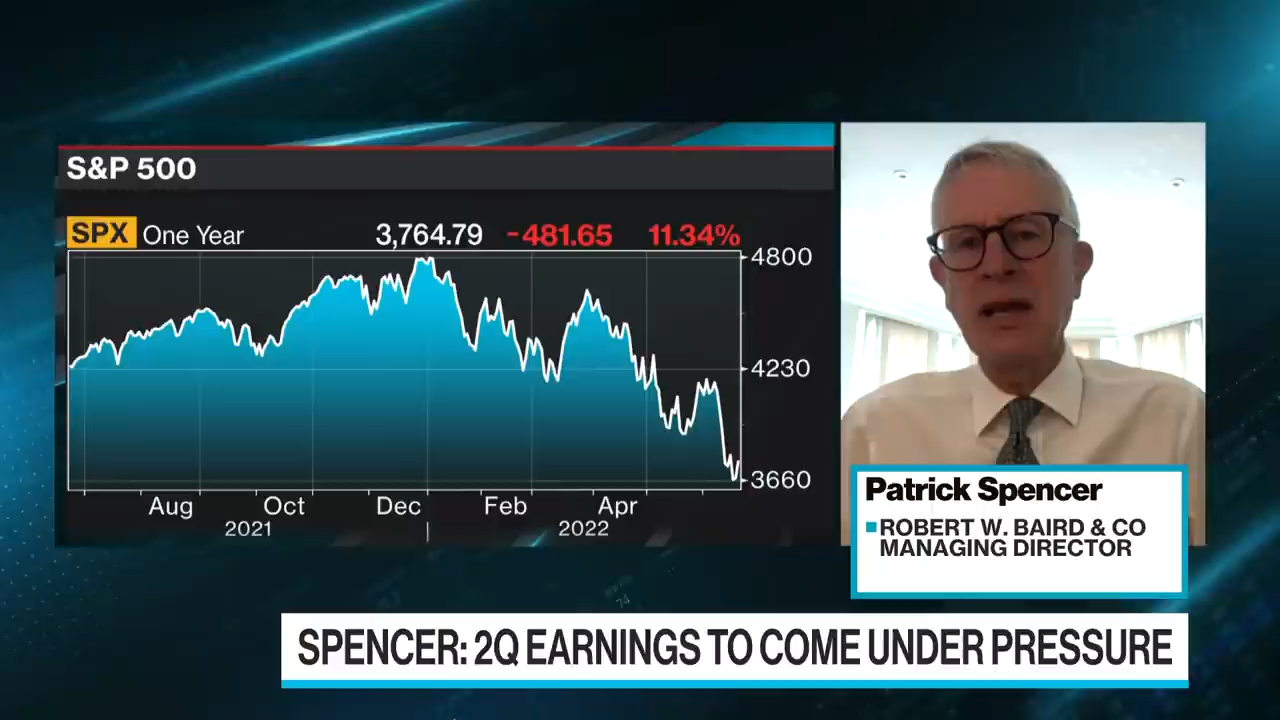 S&P 500
SPX One Year 3,764.79 -481.65 11.34%
4800
4230
3660
Aug Oct Dec Feb Apr
2021 2022
Patrick Spencer
ROBERT W. BAIRD & CO
MANAGING DIRECTOR
SPENCER: 2Q EARNINGS TO COME UNDER PRESSURE